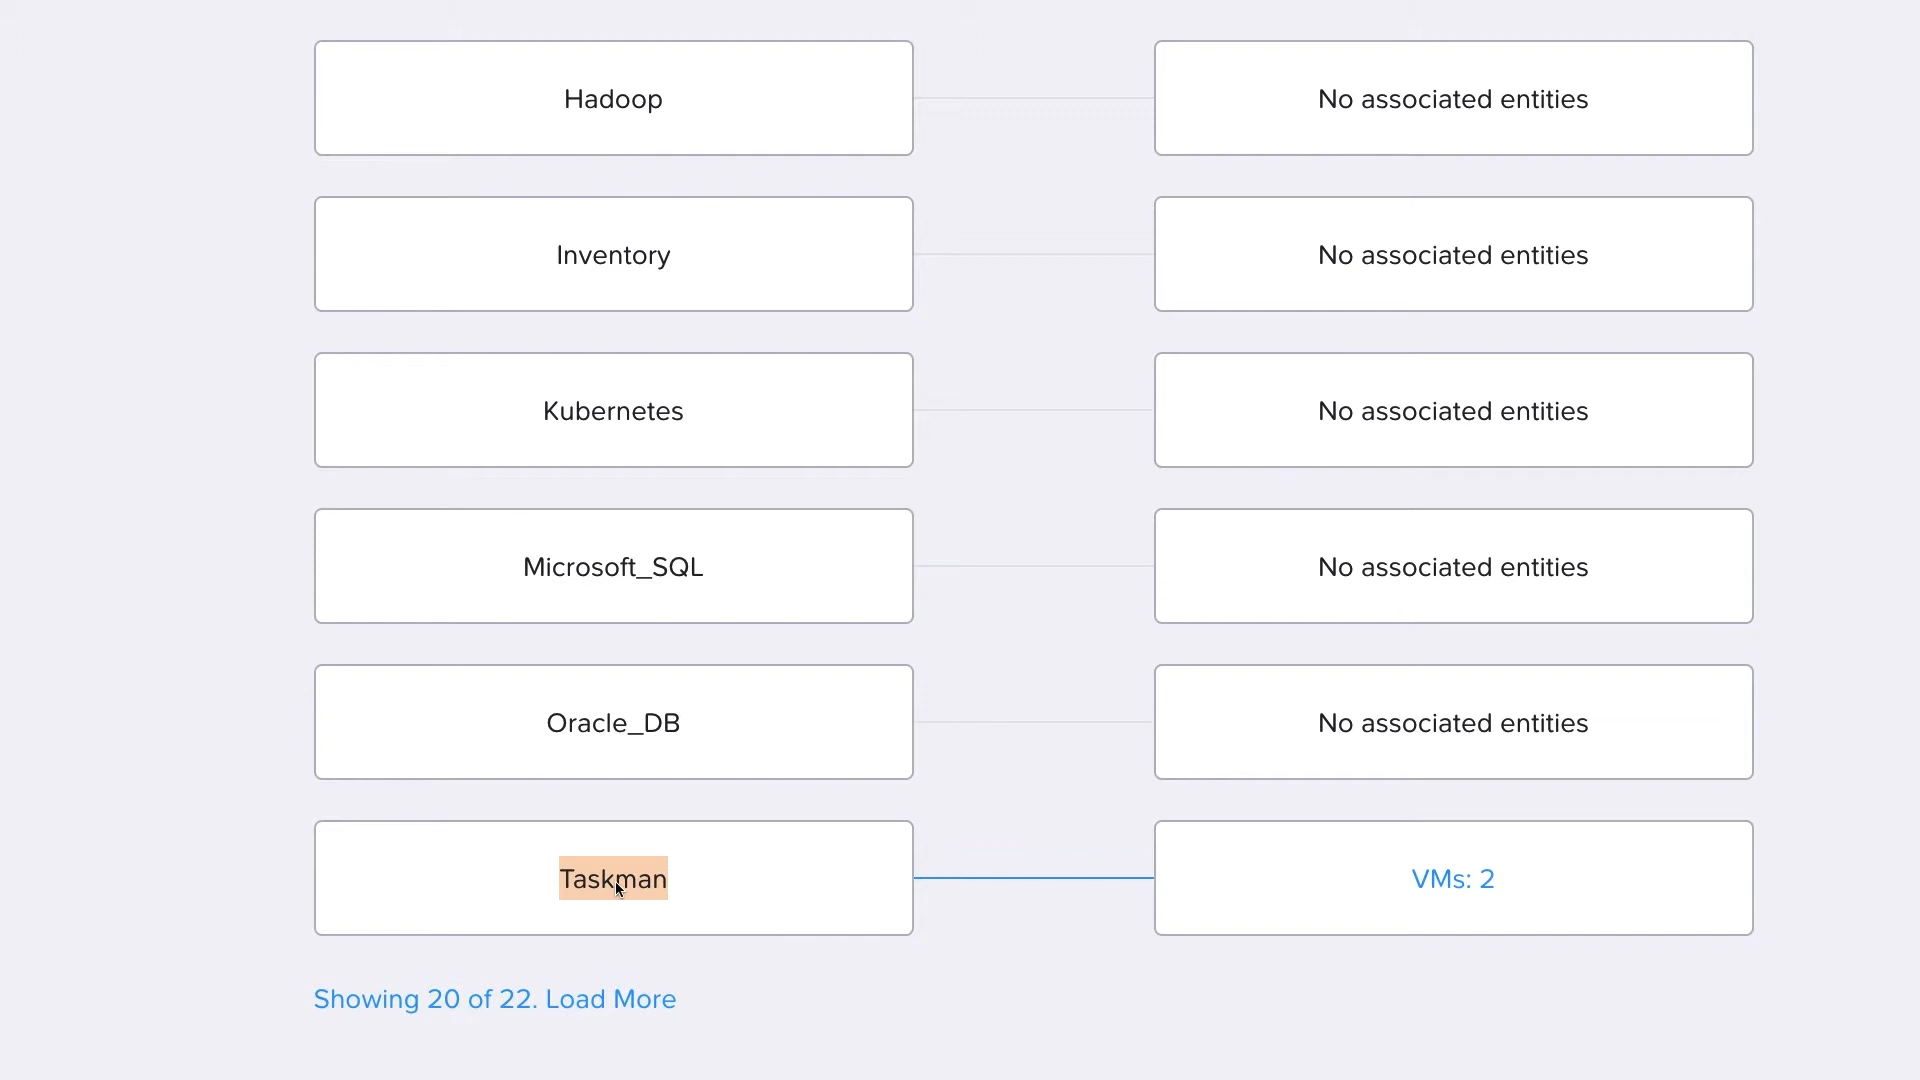 Hadoop
No associated entities
Inventory
No associated entities
Kubernetes
No associated entities
Microsoft_SQL
No associated entities
Oracle_DB
No associated entities
Taskman
VMs: 2
Showing 20 of 22. Load More